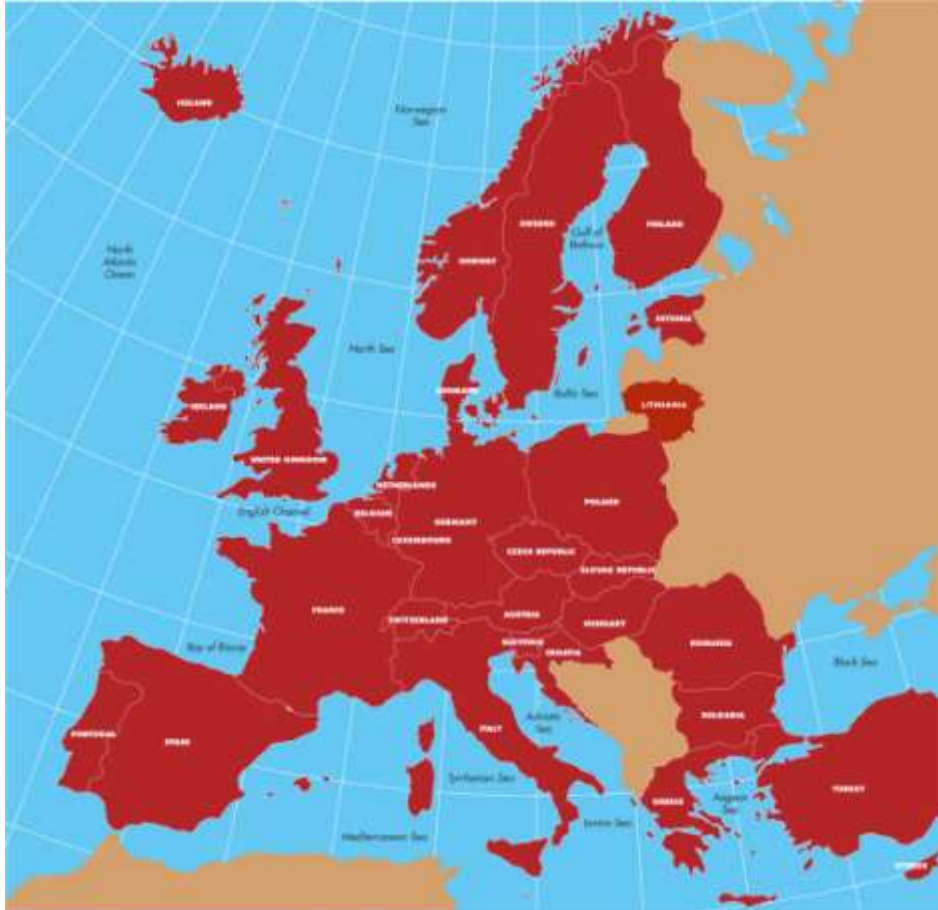 ICELAND
Norwegian
Sea
SWEDEN
Gulf of
Bothnia
FINLAND
North
Atlantic
Ocean
NORWAY
ESTONIA
North Sea
DENMARK
Baltic Sea
LITHUANIA
IRELAND
UNITED KINGDOM
NETHERLANDS
POLAND
English Channel
BELGIUM
GERMANY
LUXEMBOURG
CZECH REPUBLIC
SLOVAK REPUBLIC
FRANCE
SWITZERLAND
AUSTRIA
HUNGARY
SLOVENIA
CROATIA
ROMANIA
Bay of Biscay
Black Sea
PORTUGAL
SPAIN
ITALY
Adriatic
Sea
BULGARIA
Tyrrhenian Sea
TURKEY
GREECE
Aegean
Sea
Mediterranean Sea
Ionian Sea
CYPRUS